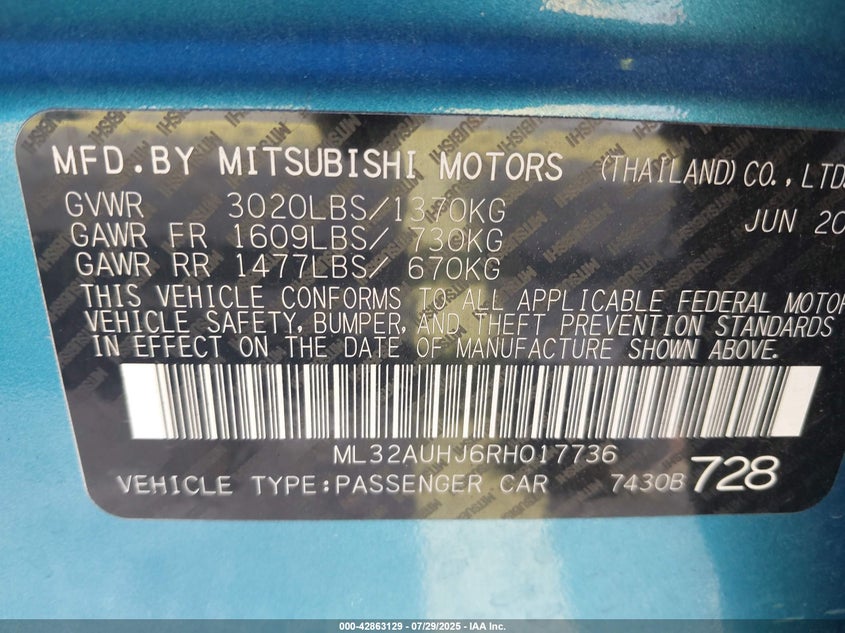 MFD.BY MITSUBISHI MOTORS (THAILAND) CO.,LTD.
GVWR 3020LBS/1370KG JUN 20
GAWR FR 1609LBS/ 730KG
GAWR RR 1477LBS/ 670KG
THIS VEHICLE CONFORMS TO ALL APPLICABLE FEDERAL MOTOR
VEHICLE SAFETY, BUMPER, AND THEFT PREVENTION STANDARDS
IN EFFECT ON THE DATE OF MANUFACTURE SHOWN ABOVE.
ML32AUHJ6RH017736
VEHICLE TYPE:PASSENGER CAR 7430B 728
000-42863129 - 07/29/2025 - IAA Inc.